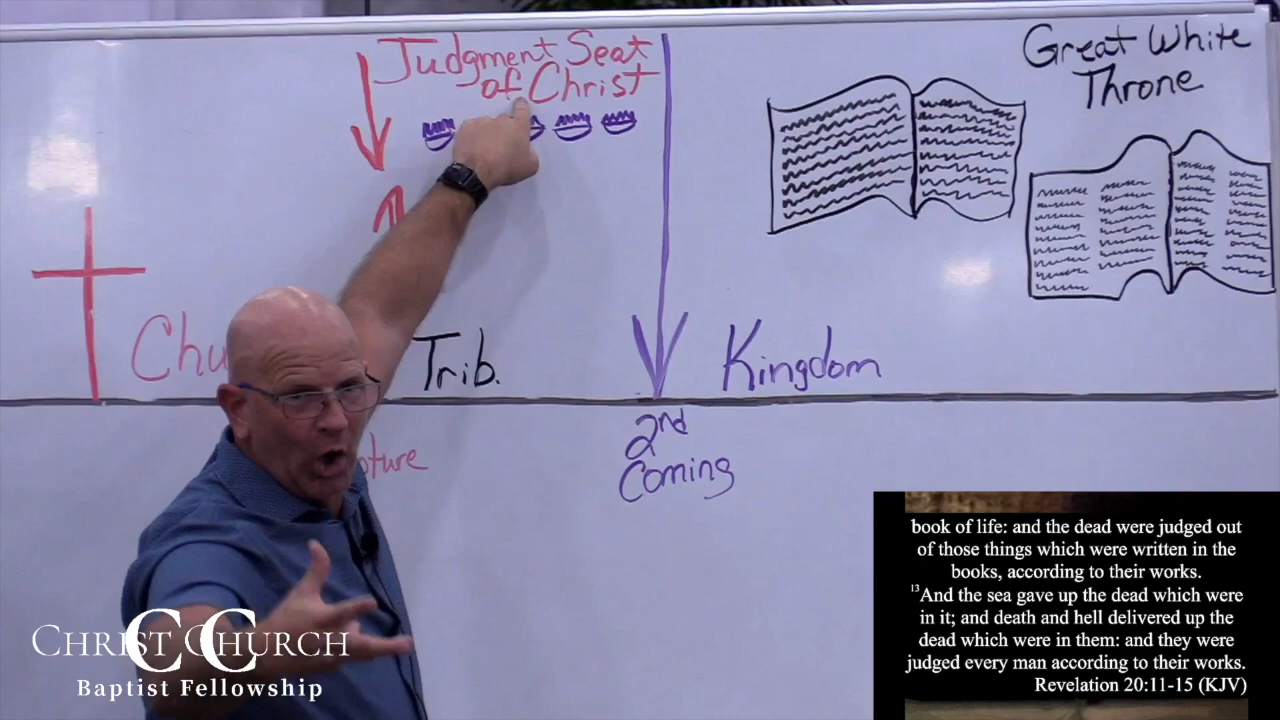 Judgment Seat
of Christ
Great White
Throne
Chu
Trib.
Kingdom
pture
2nd
Coming
book of life: and the dead were judged out
of those things which were written in the
books, according to their works.
13And the sea gave up the dead which were
in it; and death and hell delivered up the
dead which were in them: and they were
judged every man according to their works.
Revelation 20:11-15 (KJV)
CC
CHRIST CHURCH
Baptist Fellowship